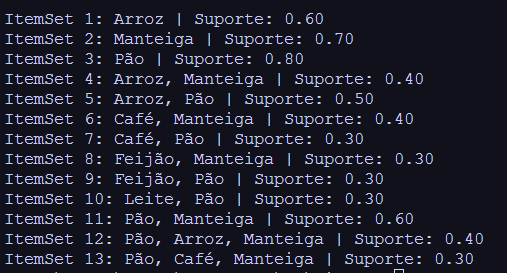 ItemSet 1: Arroz | Suporte: 0.60
ItemSet 2: Manteiga | Suporte: 0.70
ItemSet 3: Pão | Suporte: 0.80
ItemSet 4: Arroz, Manteiga | Suporte: 0.40
ItemSet 5: Arroz, Pão | Suporte: 0.50
ItemSet 6: Café, Manteiga | Suporte: 0.40
ItemSet 7: Café, Pão | Suporte: 0.30
ItemSet 8: Feijão, Manteiga | Suporte: 0.30
ItemSet 9: Feijão, Pão | Suporte: 0.30
ItemSet 10: Leite, Pão | Suporte: 0.30
ItemSet 11: Pão, Manteiga | Suporte: 0.60
ItemSet 12: Pão, Arroz, Manteiga | Suporte: 0.40
ItemSet 13: Pão, Café, Manteiga | Suporte: 0.30